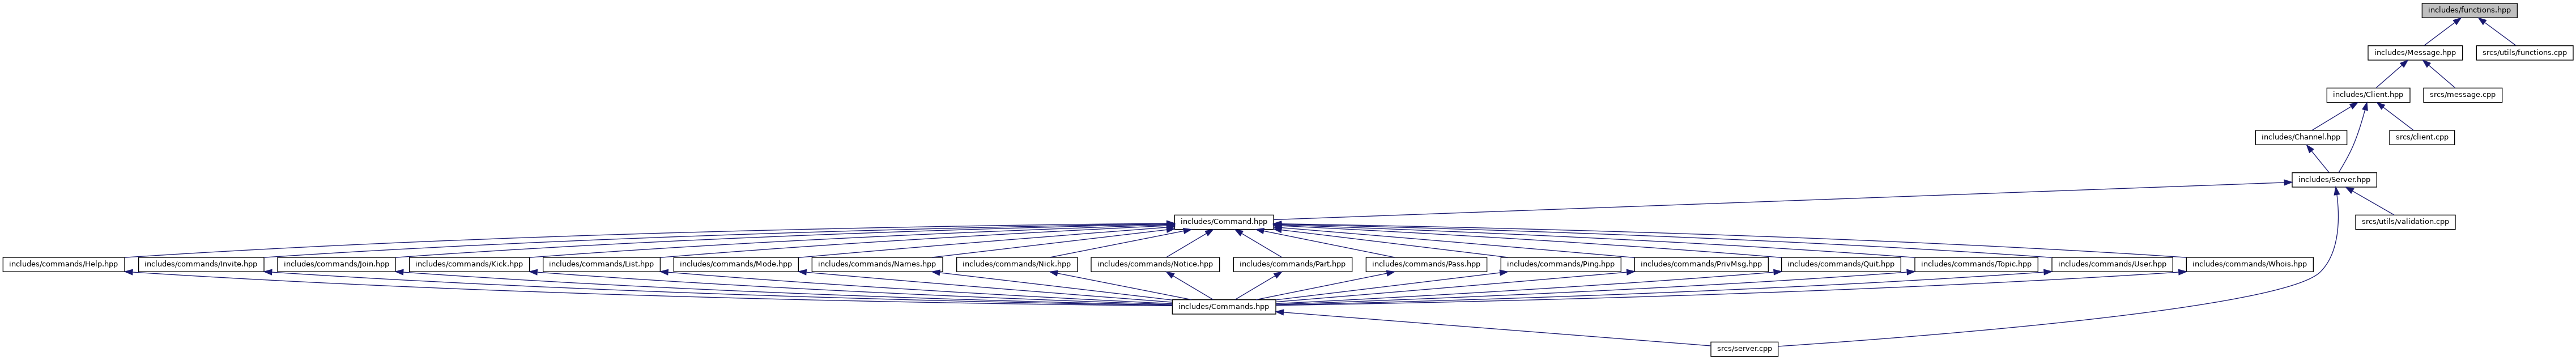 includes/functions.hpp
includes/Message.hpp
srcs/utils/functions.cpp
includes/Client.hpp
srcs/message.cpp
includes/Channel.hpp
srcs/client.cpp
includes/Server.hpp
includes/Command.hpp
srcs/utils/validation.cpp
includes/commands/Help.hpp
includes/commands/Invite.hpp
includes/commands/Join.hpp
includes/commands/Kick.hpp
includes/commands/List.hpp
includes/commands/Mode.hpp
includes/commands/Names.hpp
includes/commands/Nick.hpp
includes/commands/Notice.hpp
includes/commands/Part.hpp
includes/commands/Pass.hpp
includes/commands/Ping.hpp
includes/commands/PrivMsg.hpp
includes/commands/Quit.hpp
includes/commands/Topic.hpp
includes/commands/User.hpp
includes/commands/Whois.hpp
includes/Commands.hpp
srcs/server.cpp